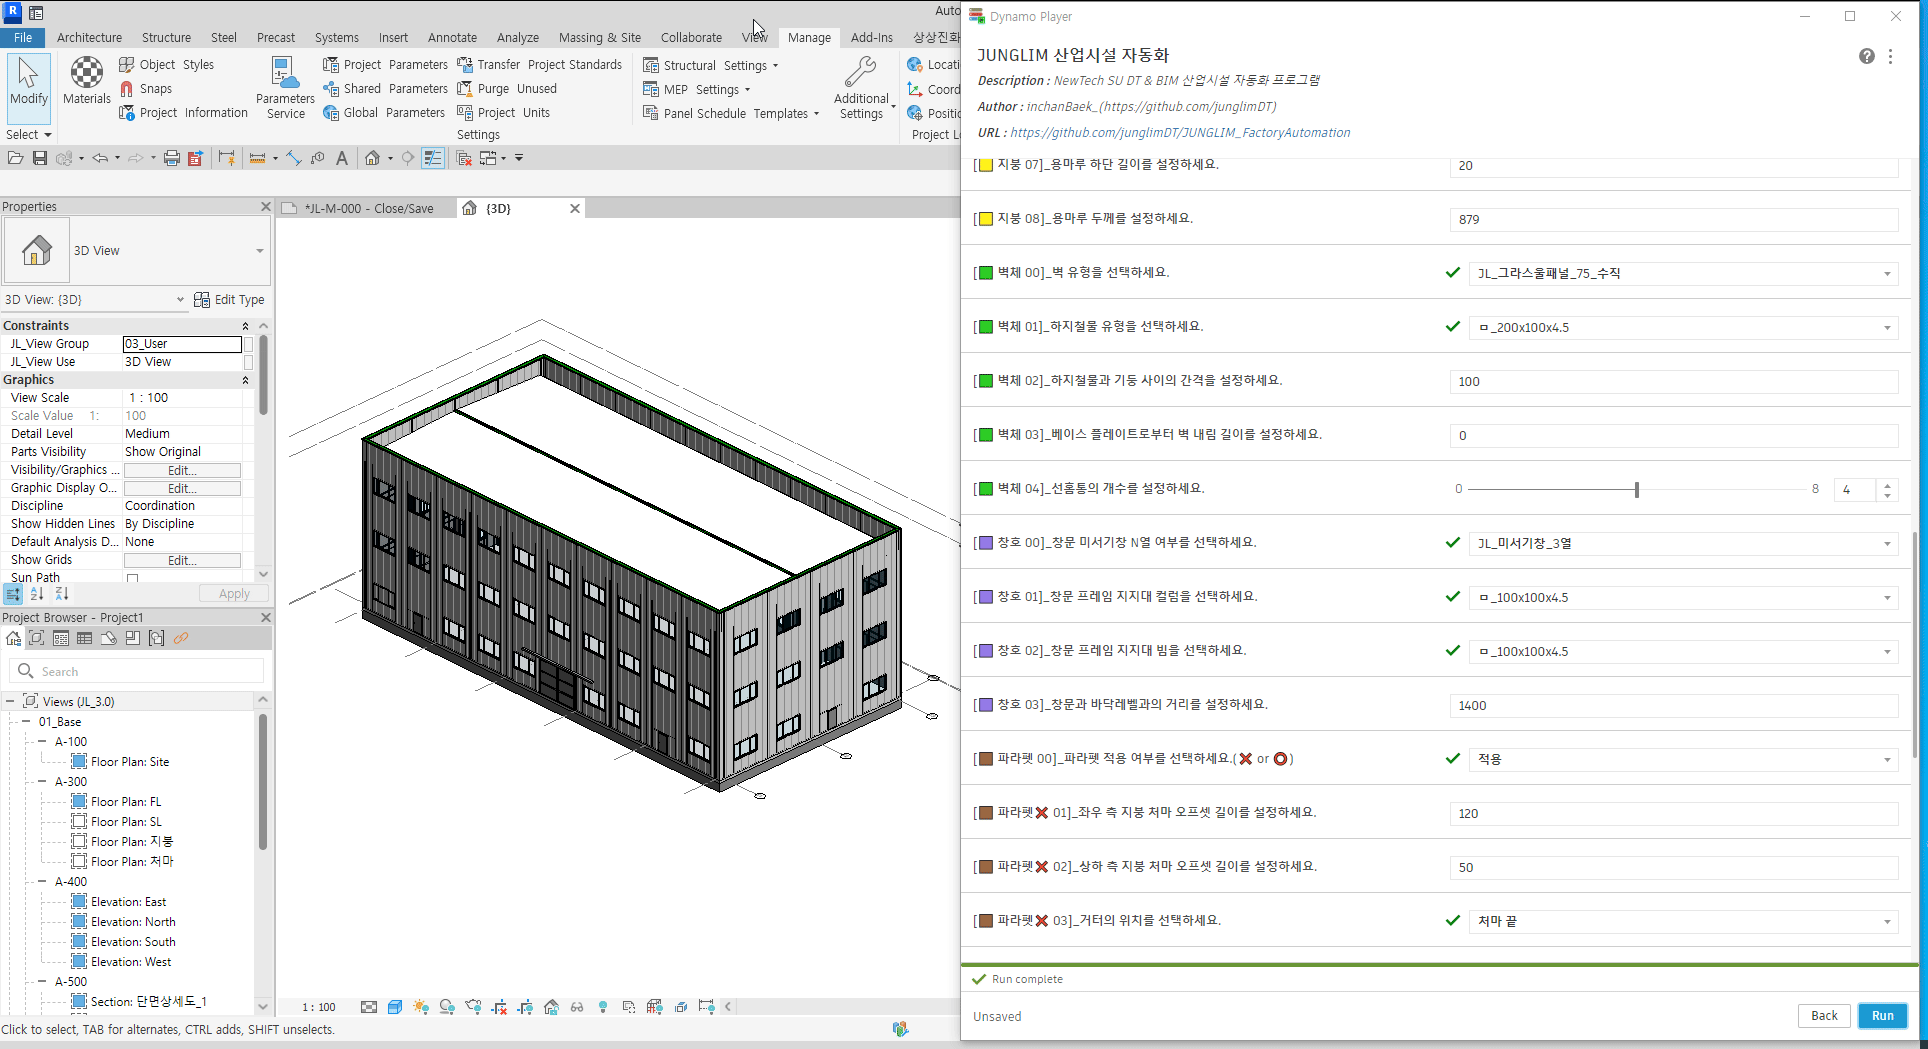 R
Auto
File Architecture Structure Steel Precast Systems Insert Annotate Analyze Massing & Site Collaborate View Manage Add-Ins 상상진화
Modify
Select
Materials
Object Styles
Snaps
Project Information
Parameters Service
Project Parameters
Shared Parameters
Global Parameters
Transfer Project Standards
Purge Unused
Project Units
Settings
Structural Settings
MEP Settings
Panel Schedule Templates
Additional Settings
Locati
Coord
Positio
Project Lo
Properties
3D View
3D View: {3D}
Edit Type
Constraints
JL_View Group 03_User
JL_View Use 3D View
Graphics
View Scale 1 : 100
Scale Value 1: 100
Detail Level Medium
Parts Visibility Show Original
Visibility/Graphics ... Edit...
Graphic Display O... Edit...
Discipline Coordination
Show Hidden Lines By Discipline
Default Analysis D... None
Show Grids Edit...
Sun Path
Apply
Project Browser - Project1
Search
Views (JL_3.0)
01_Base
A-100
Floor Plan: Site
A-300
Floor Plan: FL
Floor Plan: SL
Floor Plan: 지붕
Floor Plan: 처마
A-400
Elevation: East
Elevation: North
Elevation: South
Elevation: West
A-500
Section: 단면상세도_1
*JL-M-000 - Close/Save
{3D}
1 : 100
Click to select, TAB for alternates, CTRL adds, SHIFT unselects.
Dynamo Player
JUNGLIM 산업시설 자동화
Description : NewTech SU DT & BIM 산업시설 자동화 프로그램
Author : inchanBaek_(https://github.com/junglimDT)
URL : https://github.com/junglimDT/JUNGLIM_FactoryAutomation
[🟨 지붕 07]_용마루 하단 길이를 설정하세요. 20
[🟨 지붕 08]_용마루 두께를 설정하세요. 879
[🟩 벽체 00]_벽 유형을 선택하세요. JL_그라스울패널_75_수직
[🟩 벽체 01]_하지철물 유형을 선택하세요. ㅁ_200x100x4.5
[🟩 벽체 02]_하지철물과 기둥 사이의 간격을 설정하세요. 100
[🟩 벽체 03]_베이스 플레이트로부터 벽 내림 길이를 설정하세요. 0
[🟩 벽체 04]_선홈통의 개수를 설정하세요. 0 8 4
[🟪 창호 00]_창문 미서기창 N열 여부를 선택하세요. JL_미서기창_3열
[🟪 창호 01]_창문 프레임 지지대 컬럼을 선택하세요. ㅁ_100x100x4.5
[🟪 창호 02]_창문 프레임 지지대 빔을 선택하세요. ㅁ_100x100x4.5
[🟪 창호 03]_창문과 바닥레벨과의 거리를 설정하세요. 1400
[🟫 파라펫 00]_파라펫 적용 여부를 선택하세요.(❌ or ⭕) 적용
[🟫 파라펫❌ 01]_좌우 측 지붕 처마 오프셋 길이를 설정하세요. 120
[🟫 파라펫❌ 02]_상하 측 지붕 처마 오프셋 길이를 설정하세요. 50
[🟫 파라펫❌ 03]_거터의 위치를 선택하세요. 처마 끝
Run complete
Unsaved
Back
Run